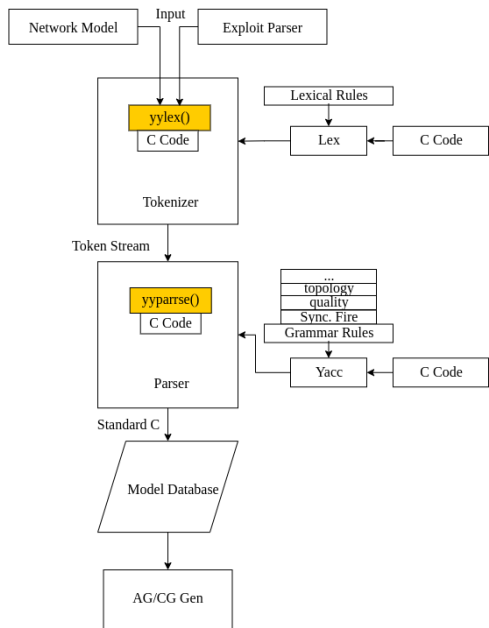 Input
Network Model
Exploit Parser
yylex()
C Code
Tokenizer
Lexical Rules
Lex
C Code
Token Stream
yyparrse()
C Code
Parser
...
topology
quality
Sync. Fire
Grammar Rules
Yacc
C Code
Standard C
Model Database
AG/CG Gen